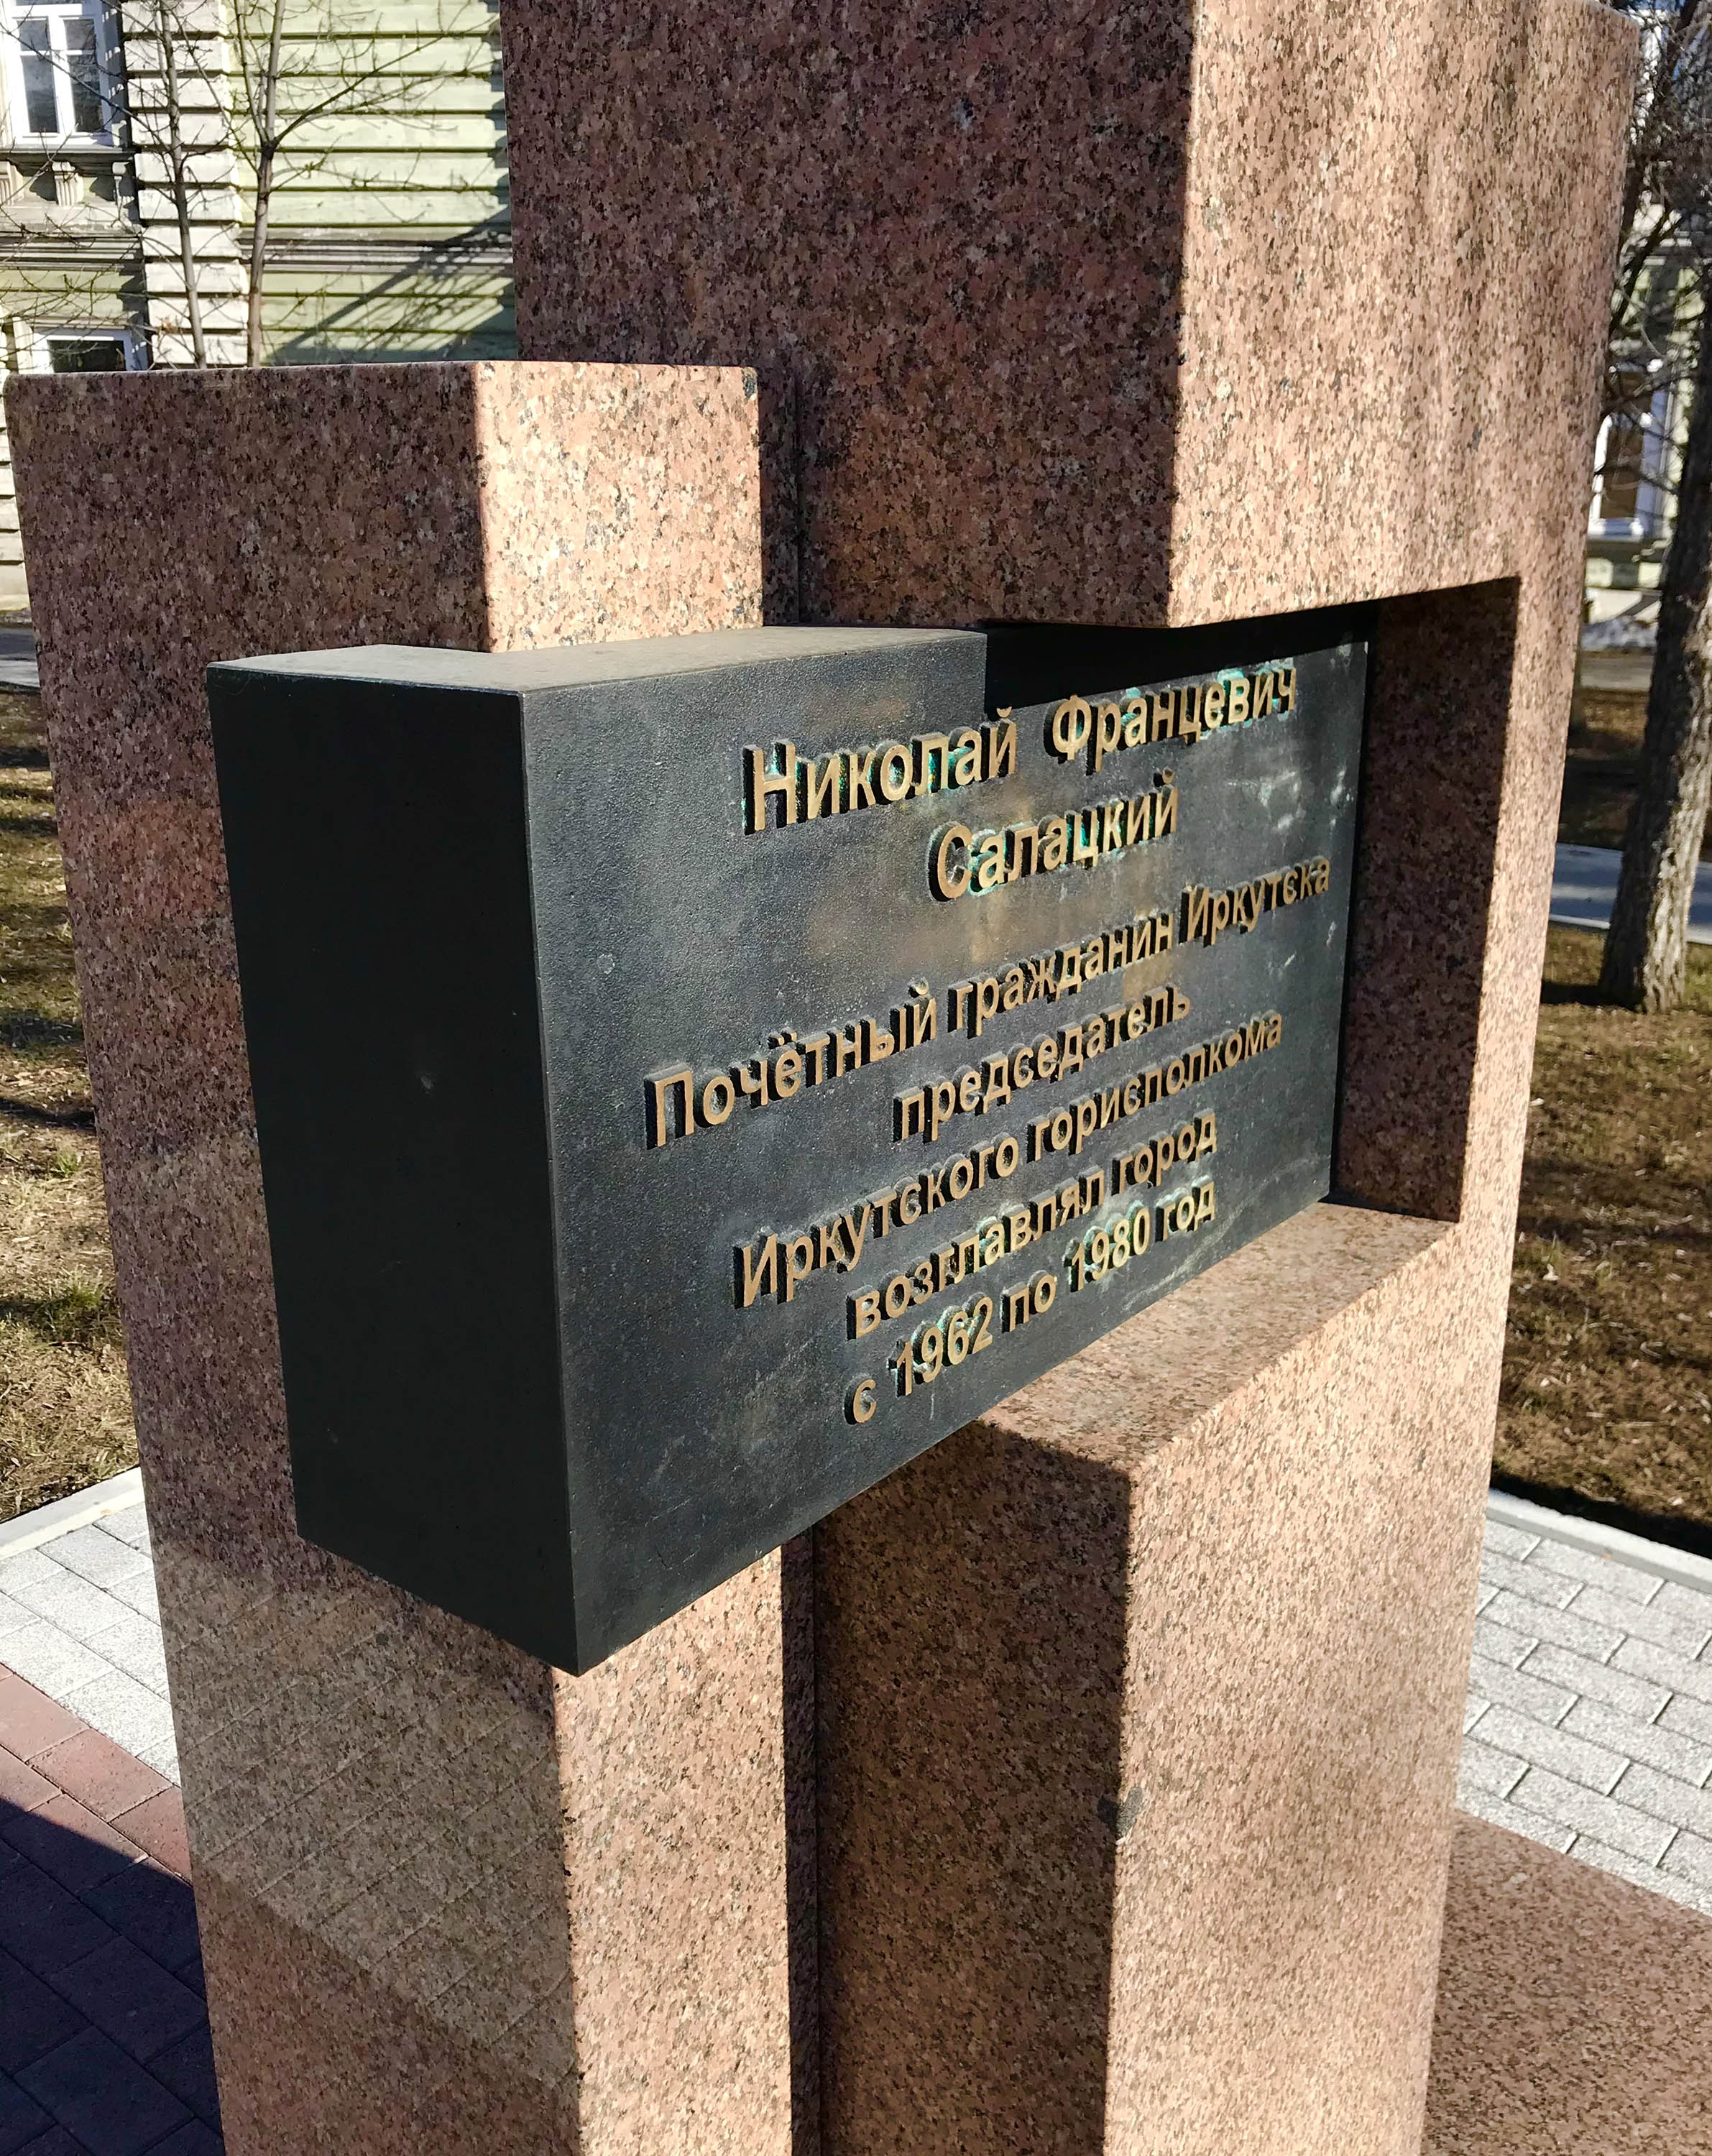 Николай Францевич
Салацкий
Почётный гражданин Иркутска
председатель
Иркутского горисполкома
возглавлял город
с 1962 по 1980 год